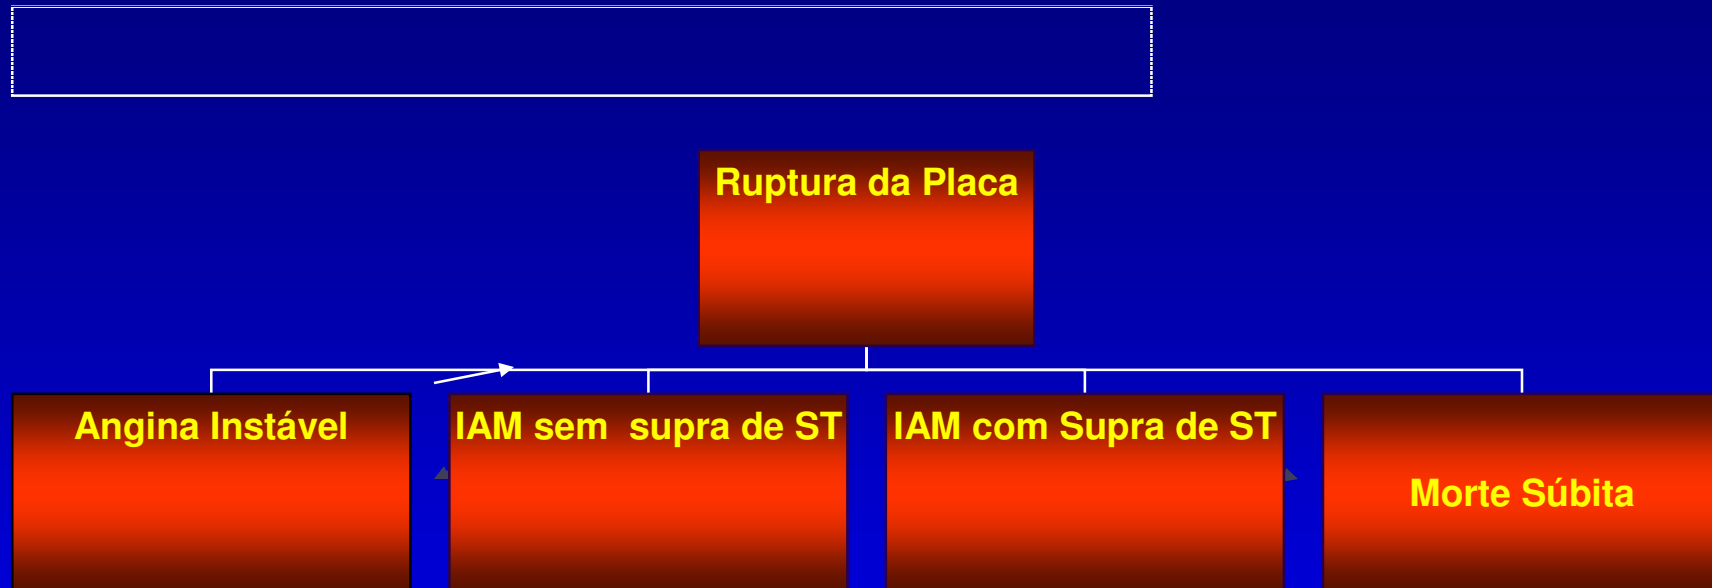 Ruptura da Placa
Angina Instável
IAM sem supra de ST
IAM com Supra de ST
Morte Súbita